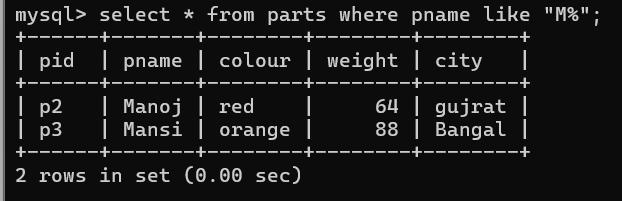 mysql> select * from parts where pname like "M%";
+------+-------+--------+--------+--------+
| pid  | pname | colour | weight | city   |
+------+-------+--------+--------+--------+
| p2   | Manoj | red    |     64 | gujrat |
| p3   | Mansi | orange |     88 | Bangal |
+------+-------+--------+--------+--------+
2 rows in set (0.00 sec)